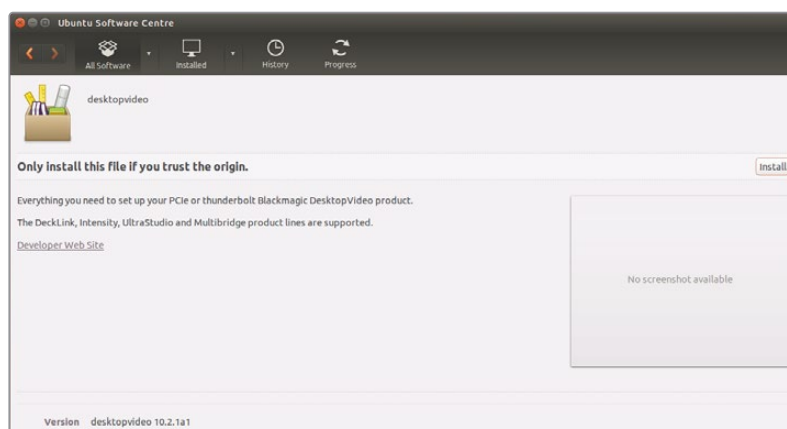 Ubuntu Software Centre
All Software
Installed
History
Progress
desktopvideo
Only install this file if you trust the origin.
Install
Everything you need to set up your PCIe or thunderbolt Blackmagic DesktopVideo product.
The DeckLink, Intensity, UltraStudio and Multibridge product lines are supported.
Developer Web Site
No screenshot available
Version desktopvideo 10.2.1a1